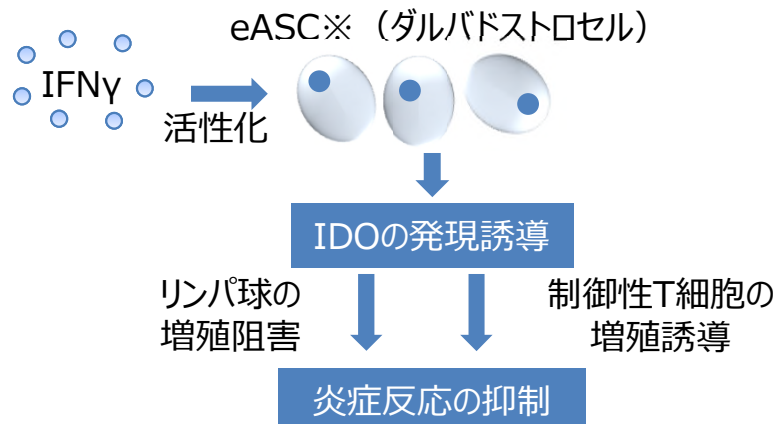 eASC※（ダルバドストロセル）
IFNγ
活性化
IDOの発現誘導
リンパ球の
増殖阻害
制御性T細胞の
増殖誘導
炎症反応の抑制